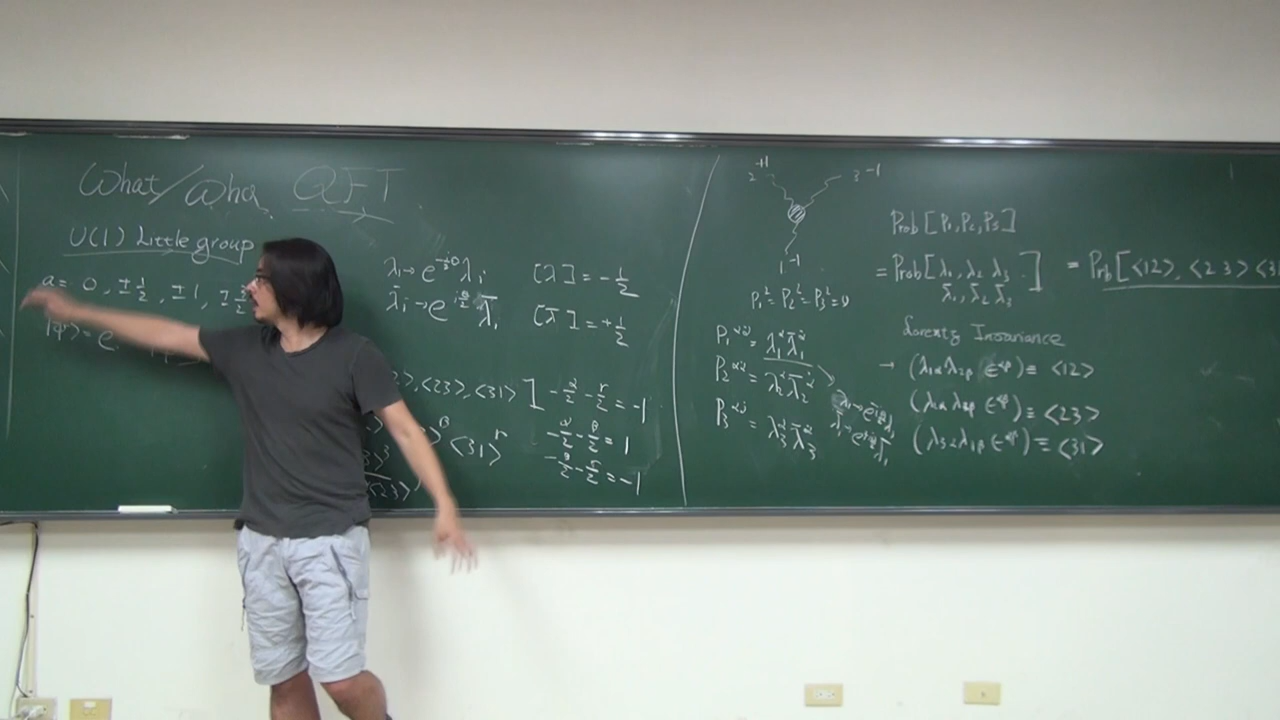 What/Wha QFT
U(1) Little group
a = 0, ±½, ±1, ±3
|ψ> = e
λᵢ → e^{-iθ/2} λᵢ [λ] = -½
λ̄ᵢ → e^{iθ/2} λ̄ᵢ [λ̄] = +½
>, <23>, <31>] -α/2 - r/2 = -1
>^β <31>^r -α/2 - β/2 = 1
>³ -β/2 - r/2 = -1
<23>
2 +1 3 -1
1 -1
P₁² = P₂² = P₃² = 0
P₁^{αα̇} = λ₁^α λ̄₁^α̇
P₂^{αα̇} = λ₂^α λ̄₂^α̇
P₃^{αα̇} = λ₃^α λ̄₃^α̇
Prob[P₁, P₂, P₃]
= Prob[λ₁, λ₂ λ₃ ] = Prob[<12>, <23> <31
λ̄₁, λ̄₂ λ̄₃
Lorentz Invariance
→ (λ₁α λ₂β ε^{αβ}) ≡ <12>
(λ₂α λ₃β ε^{αβ}) ≡ <23>
(λ₃α λ₁β ε^{αβ}) ≡ <31>